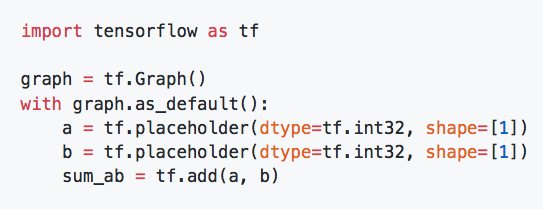 import tensorflow as tf

graph = tf.Graph()
with graph.as_default():
    a = tf.placeholder(dtype=tf.int32, shape=[1])
    b = tf.placeholder(dtype=tf.int32, shape=[1])
    sum_ab = tf.add(a, b)